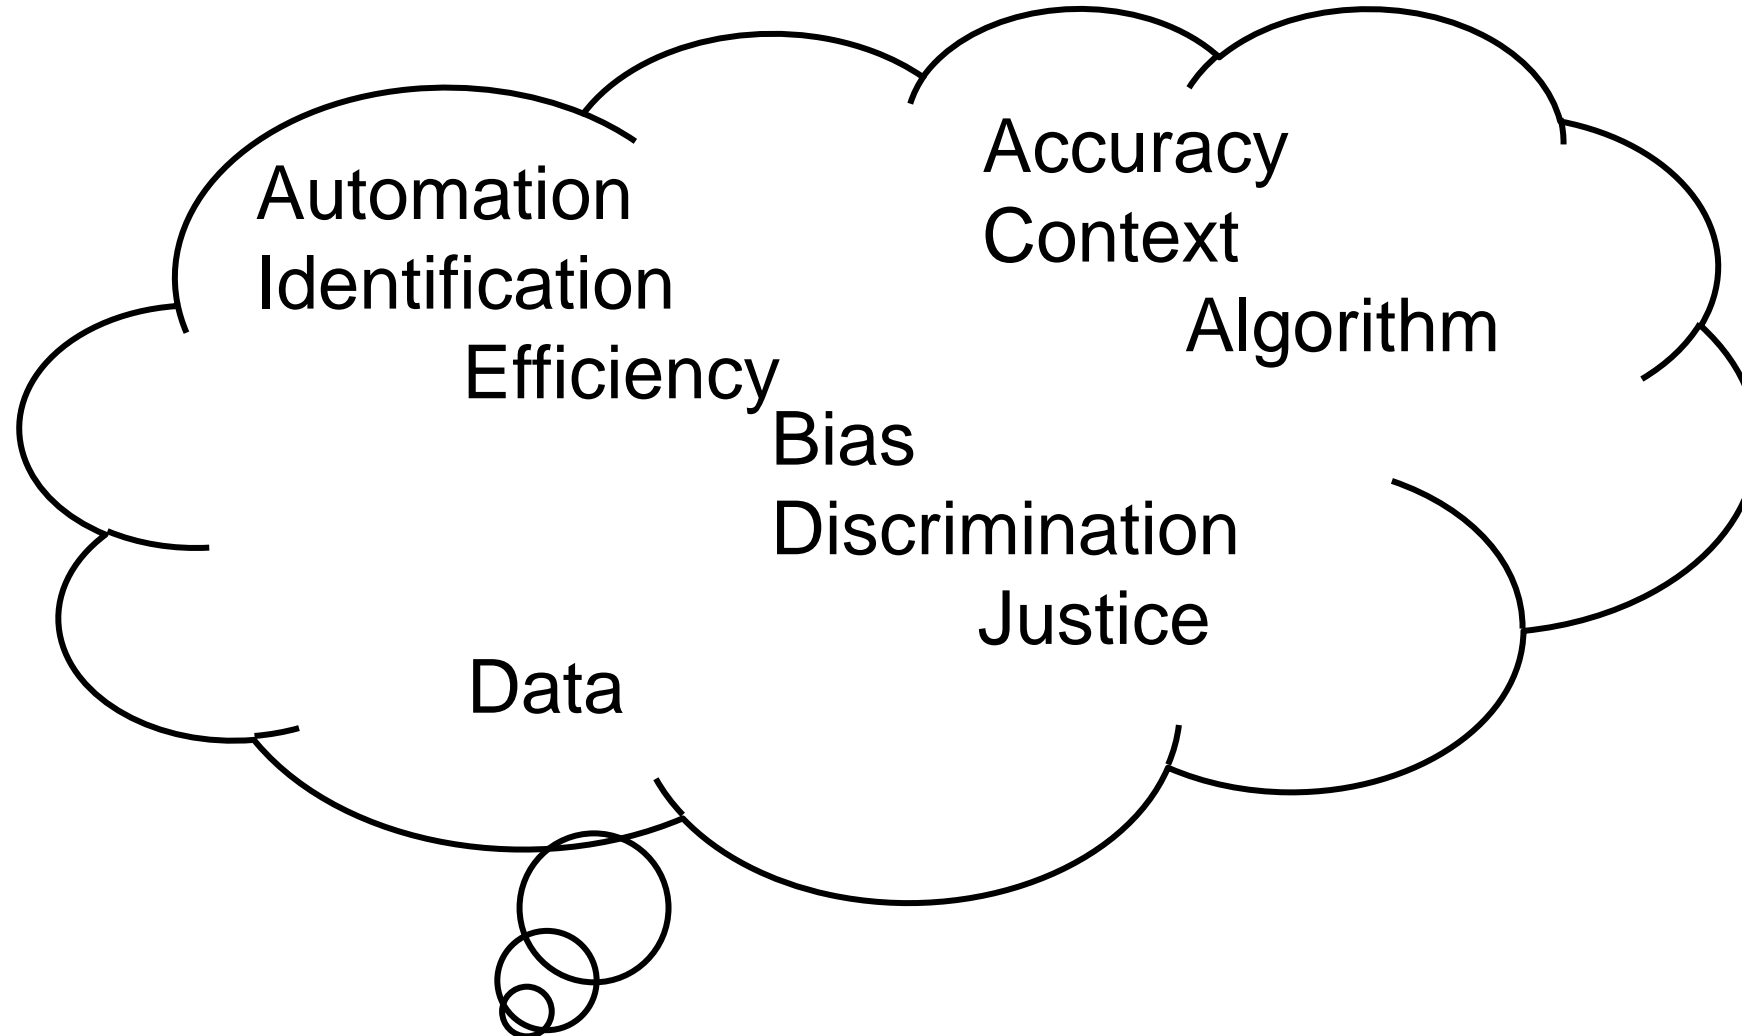 Automation
Identification
Efficiency
Accuracy
Context
Algorithm
Bias
Discrimination
Justice
Data